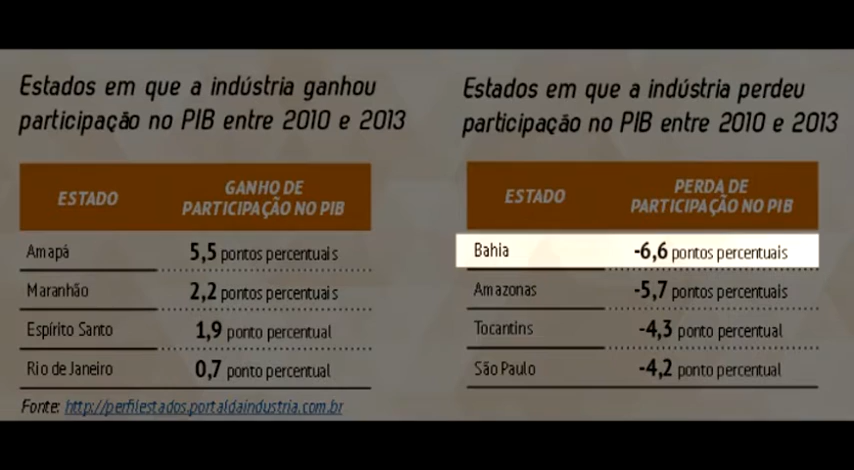 Estados em que a indústria ganhou
participação no PIB entre 2010 e 2013
ESTADO
GANHO DE
PARTICIPAÇÃO NO PIB
Amapá 5,5 pontos percentuais
Maranhão 2,2 pontos percentuais
Espírito Santo 1,9 ponto percentual
Rio de Janeiro 0,7 ponto percentual
Fonte: http://perfilestados.portaldaindustria.com.br
Estados em que a indústria perdeu
participação no PIB entre 2010 e 2013
ESTADO
PERDA DE
PARTICIPAÇÃO NO PIB
Bahia -6,6 pontos percentuais
Amazonas -5,7 pontos percentuais
Tocantins -4,3 ponto percentual
São Paulo -4,2 ponto percentual